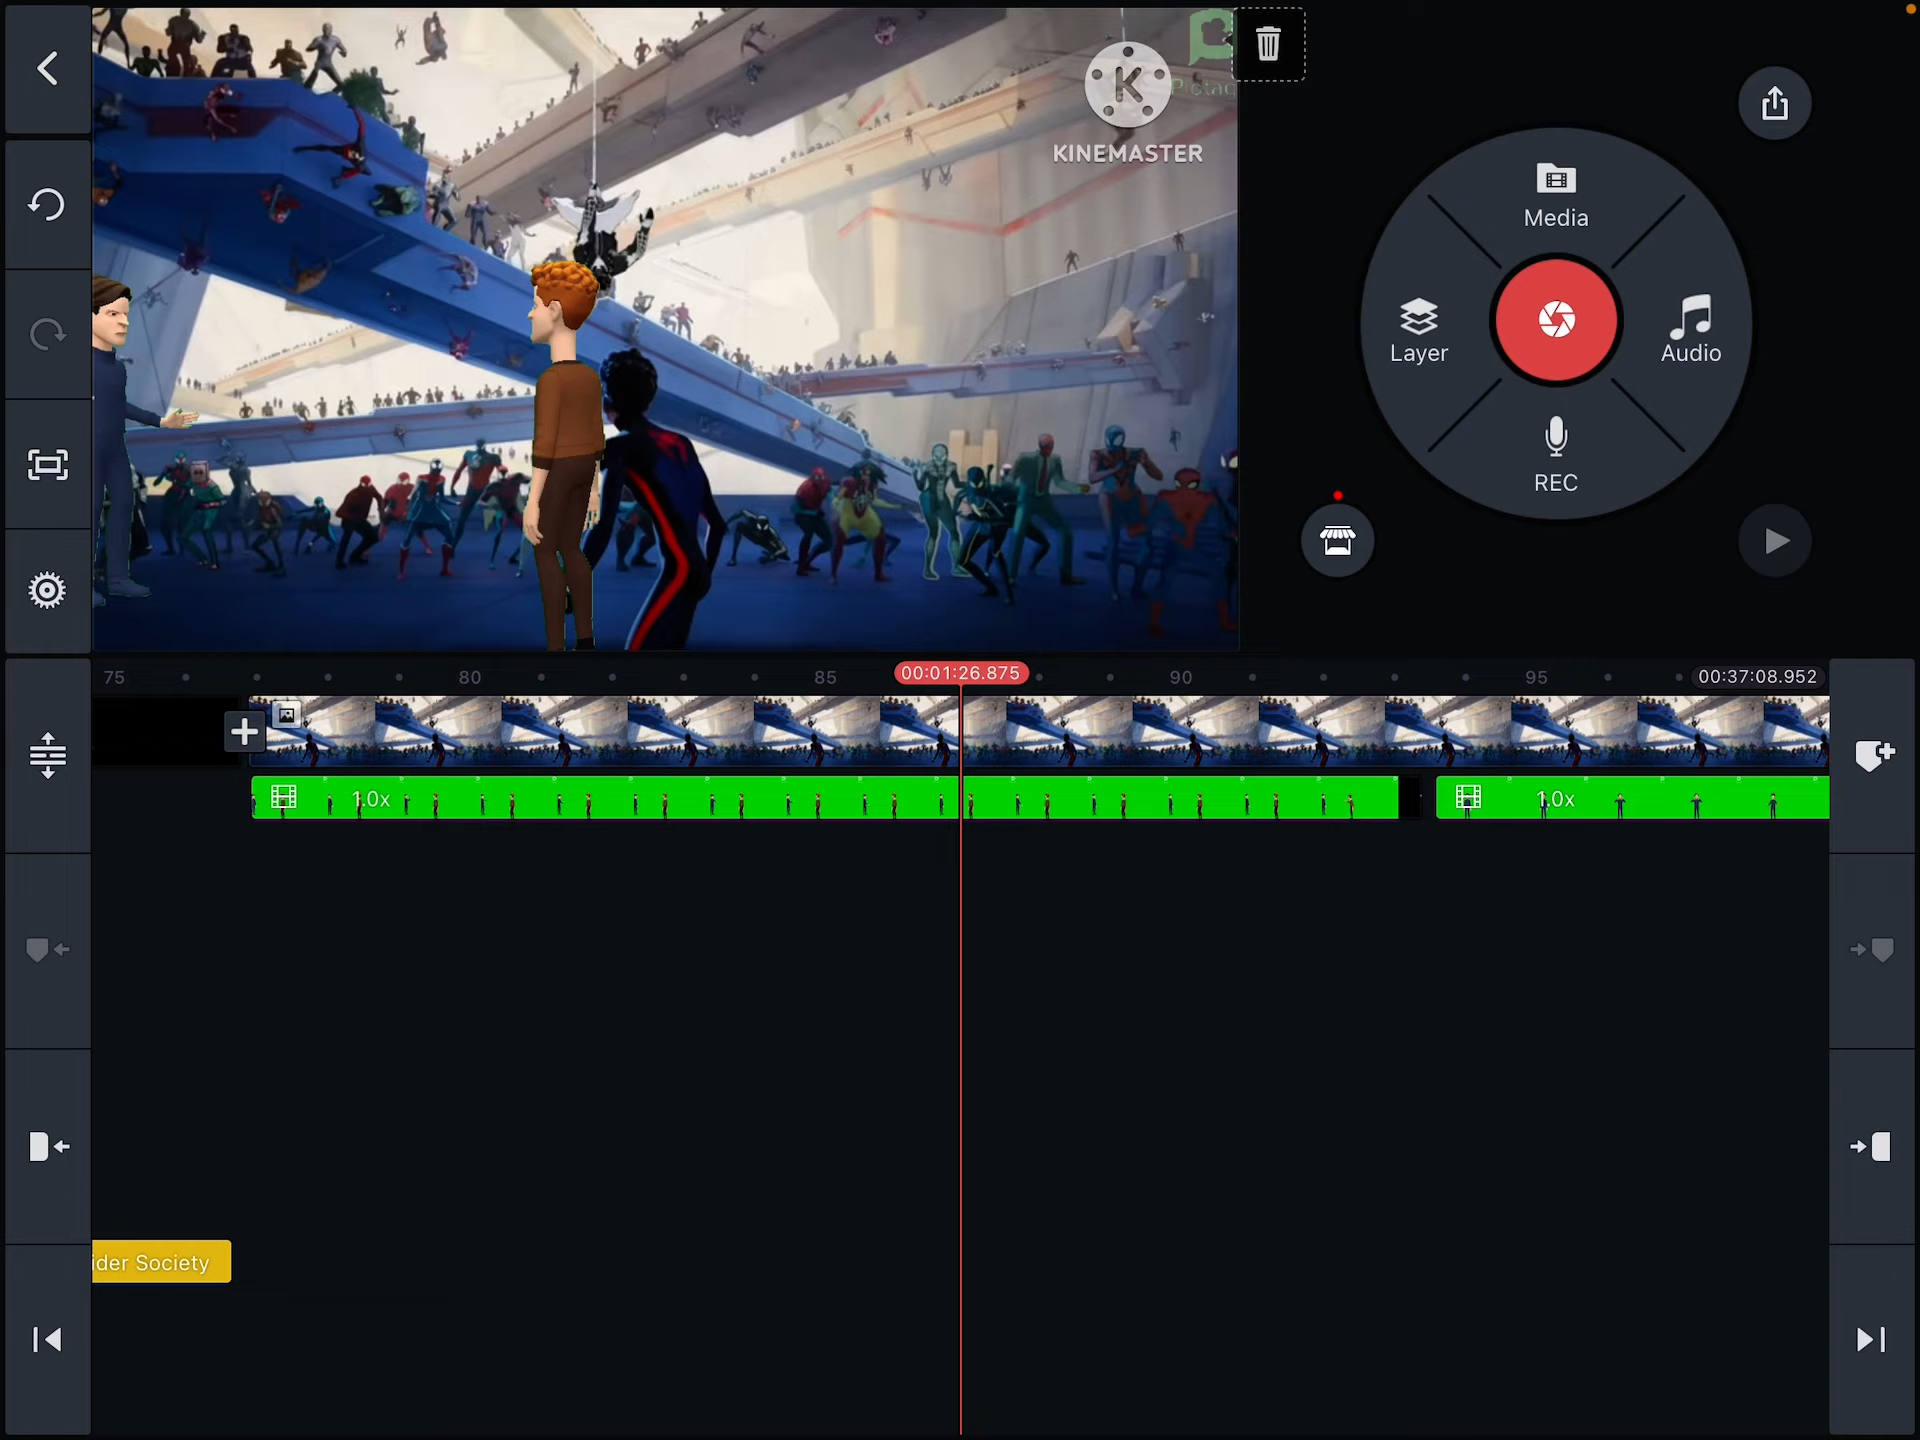 K
KINEMASTER
Media
Layer
Audio
REC
75
80
85
00:01:26.875
90
95
00:37:08.952
1.0x
1.0x
ider Society